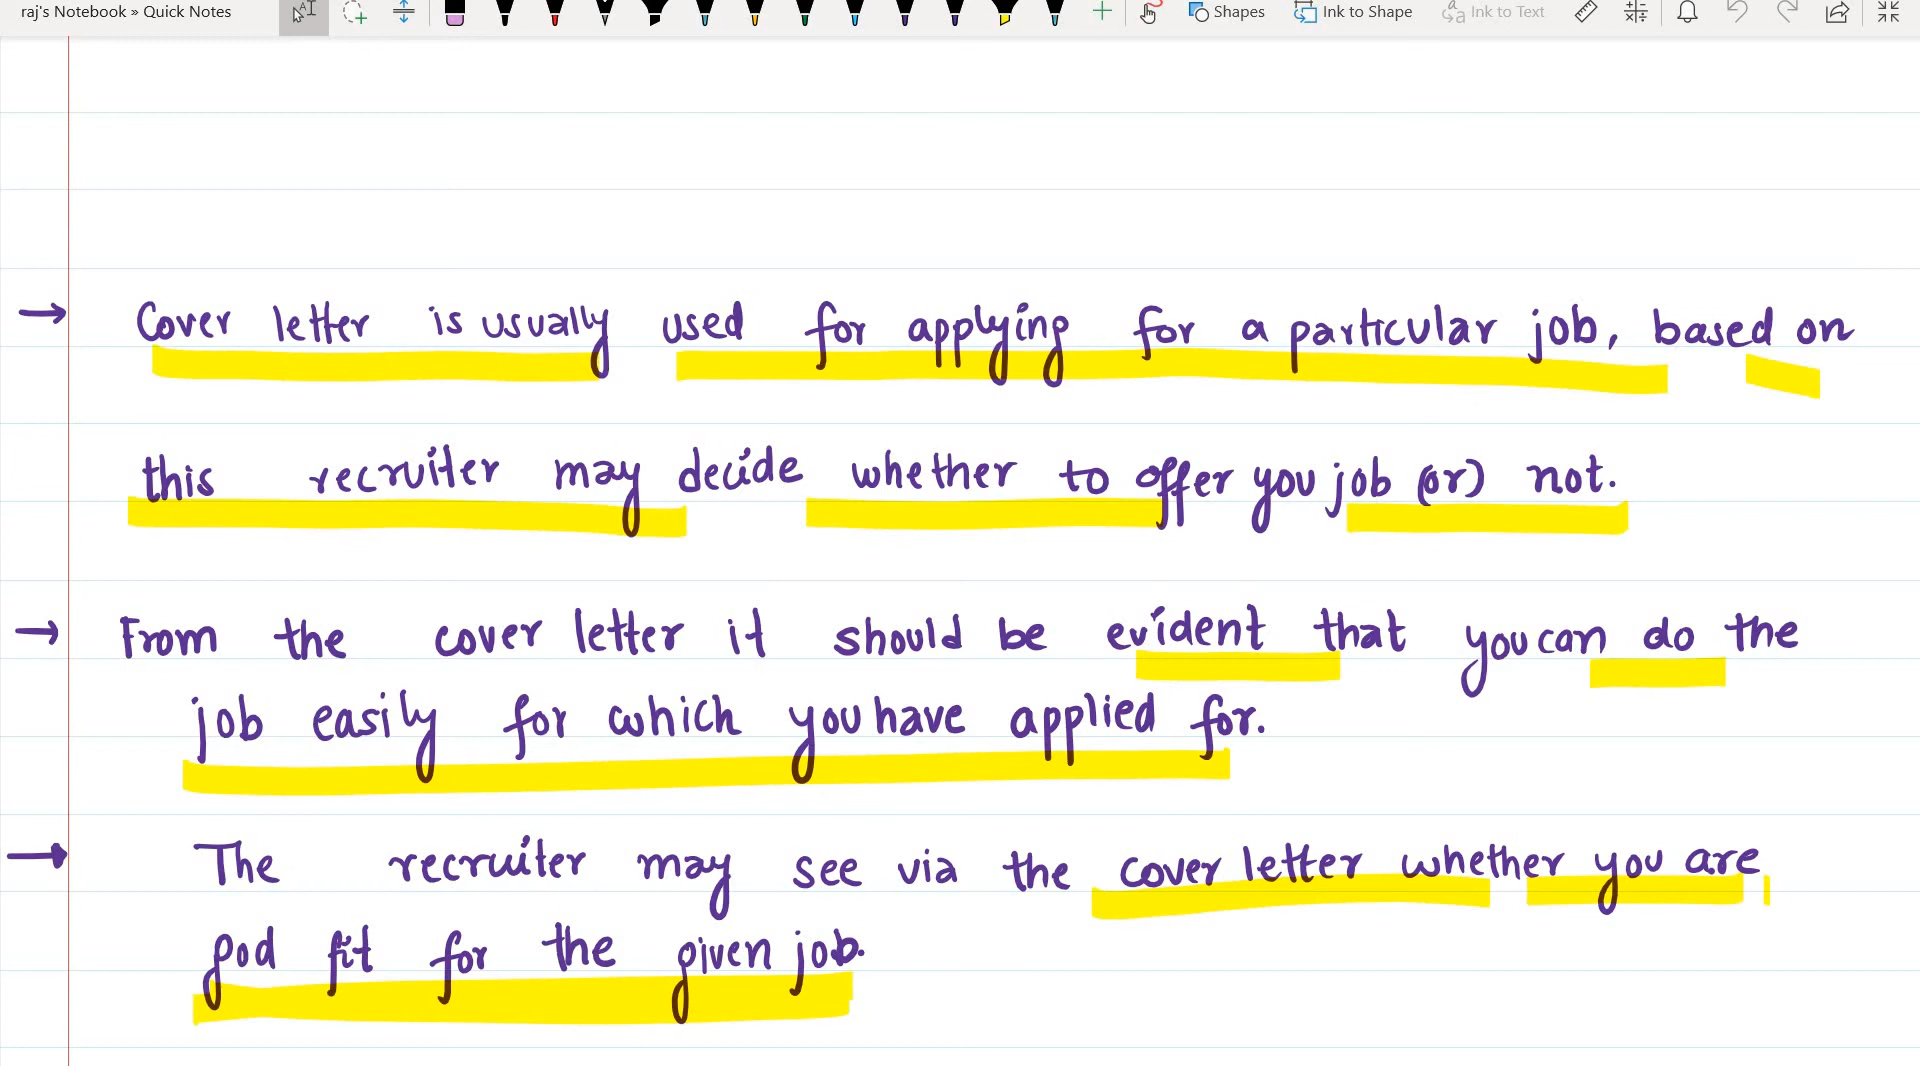 raj's Notebook » Quick Notes Shapes Ink to Shape Ink to Text
→ Cover letter is usually used for applying for a particular job, based on
this recruiter may decide whether to offer you job (or) not.
→ From the cover letter it should be evident that you can do the
job easily for which you have applied for.
→ The recruiter may see via the cover letter whether you are
god fit for the given job.